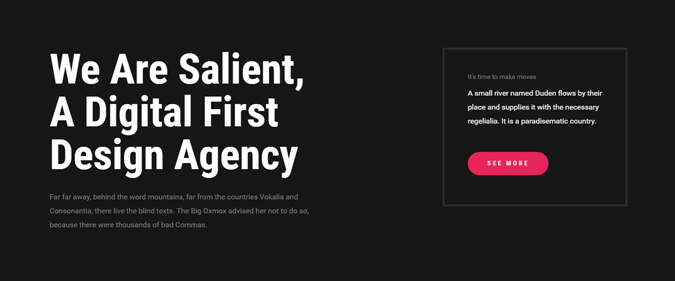 We Are Salient,
A Digital First
Design Agency
Far far away, behind the word mountains, far from the countries Vokalia and
Consonantia, there live the blind texts. The Big Oxmox advised her not to do so,
because there were thousands of bad Commas.
It's time to make moves
A small river named Duden flows by their
place and supplies it with the necessary
regelialia. It is a paradisematic country.
SEE MORE